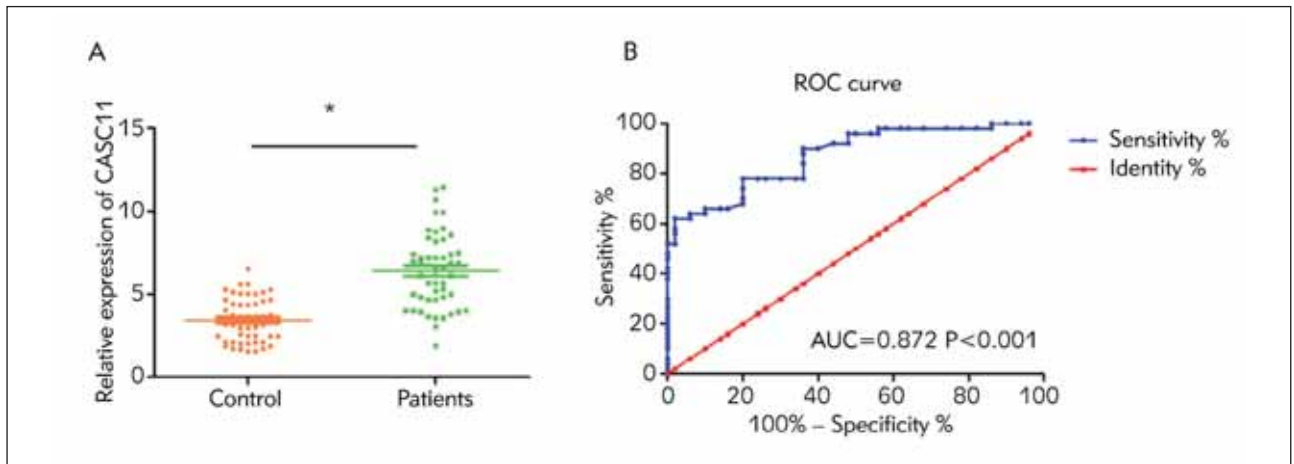 A
*
Relative expression of CASC11
15
10
5
0
Control
Patients
B
ROC curve
Sensitivity %
100
80
60
40
20
0
0
20
40
60
80
100
100% – Specificity %
AUC=0.872 P<0.001
Sensitivity %
Identity %